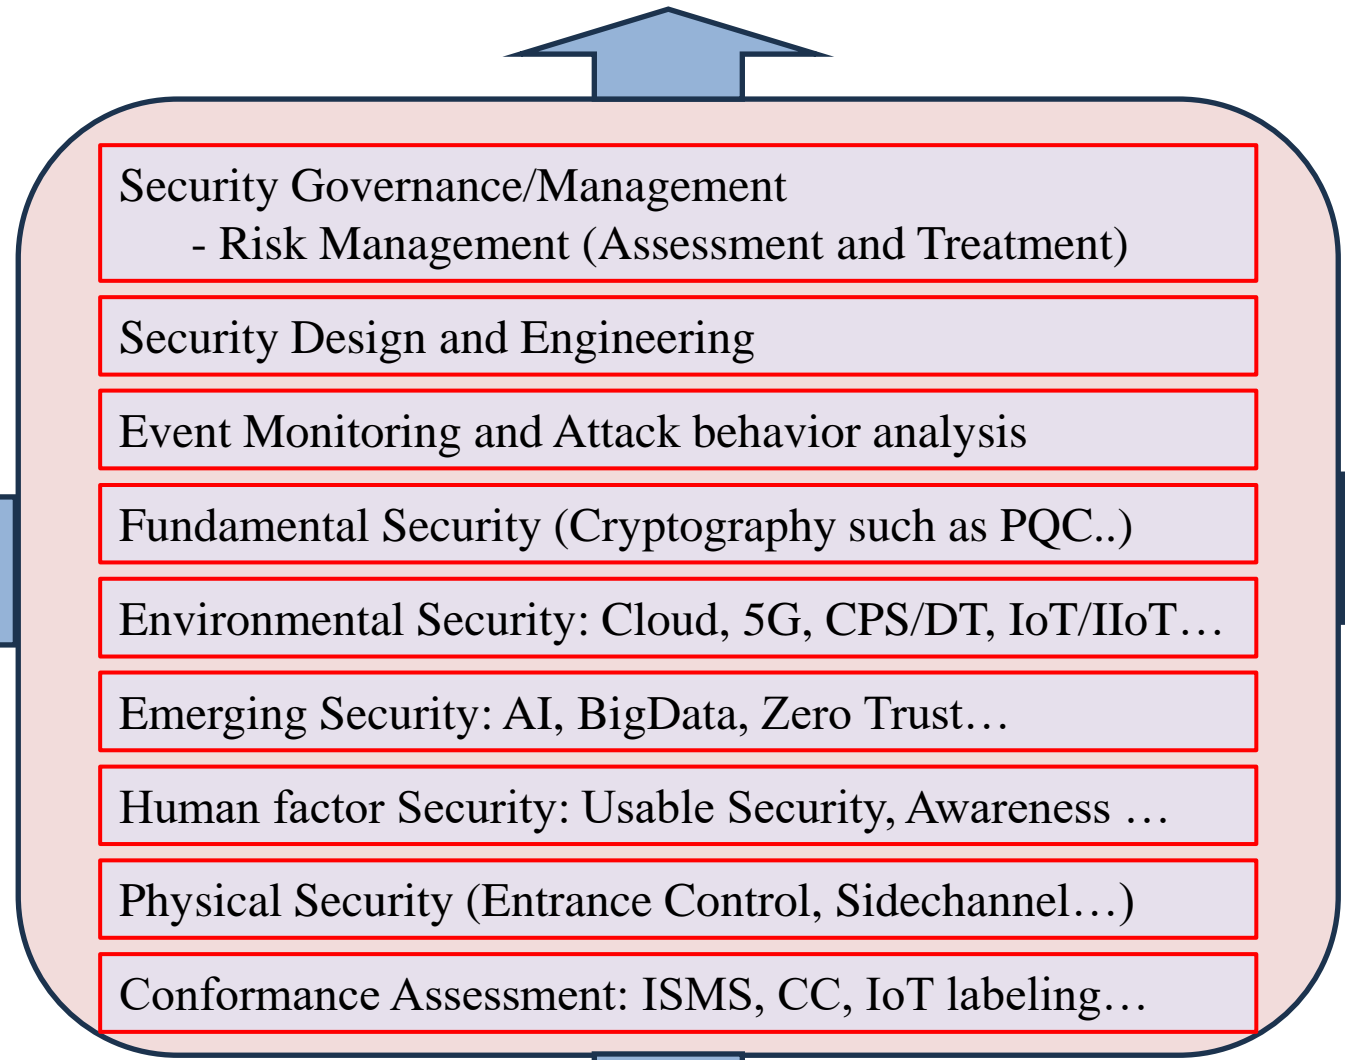 Security Governance/Management
- Risk Management (Assessment and Treatment)
Security Design and Engineering
Event Monitoring and Attack behavior analysis
Fundamental Security (Cryptography such as PQC..)
Environmental Security: Cloud, 5G, CPS/DT, IoT/IIoT…
Emerging Security: AI, BigData, Zero Trust…
Human factor Security: Usable Security, Awareness …
Physical Security (Entrance Control, Sidechannel…)
Conformance Assessment: ISMS, CC, IoT labeling…